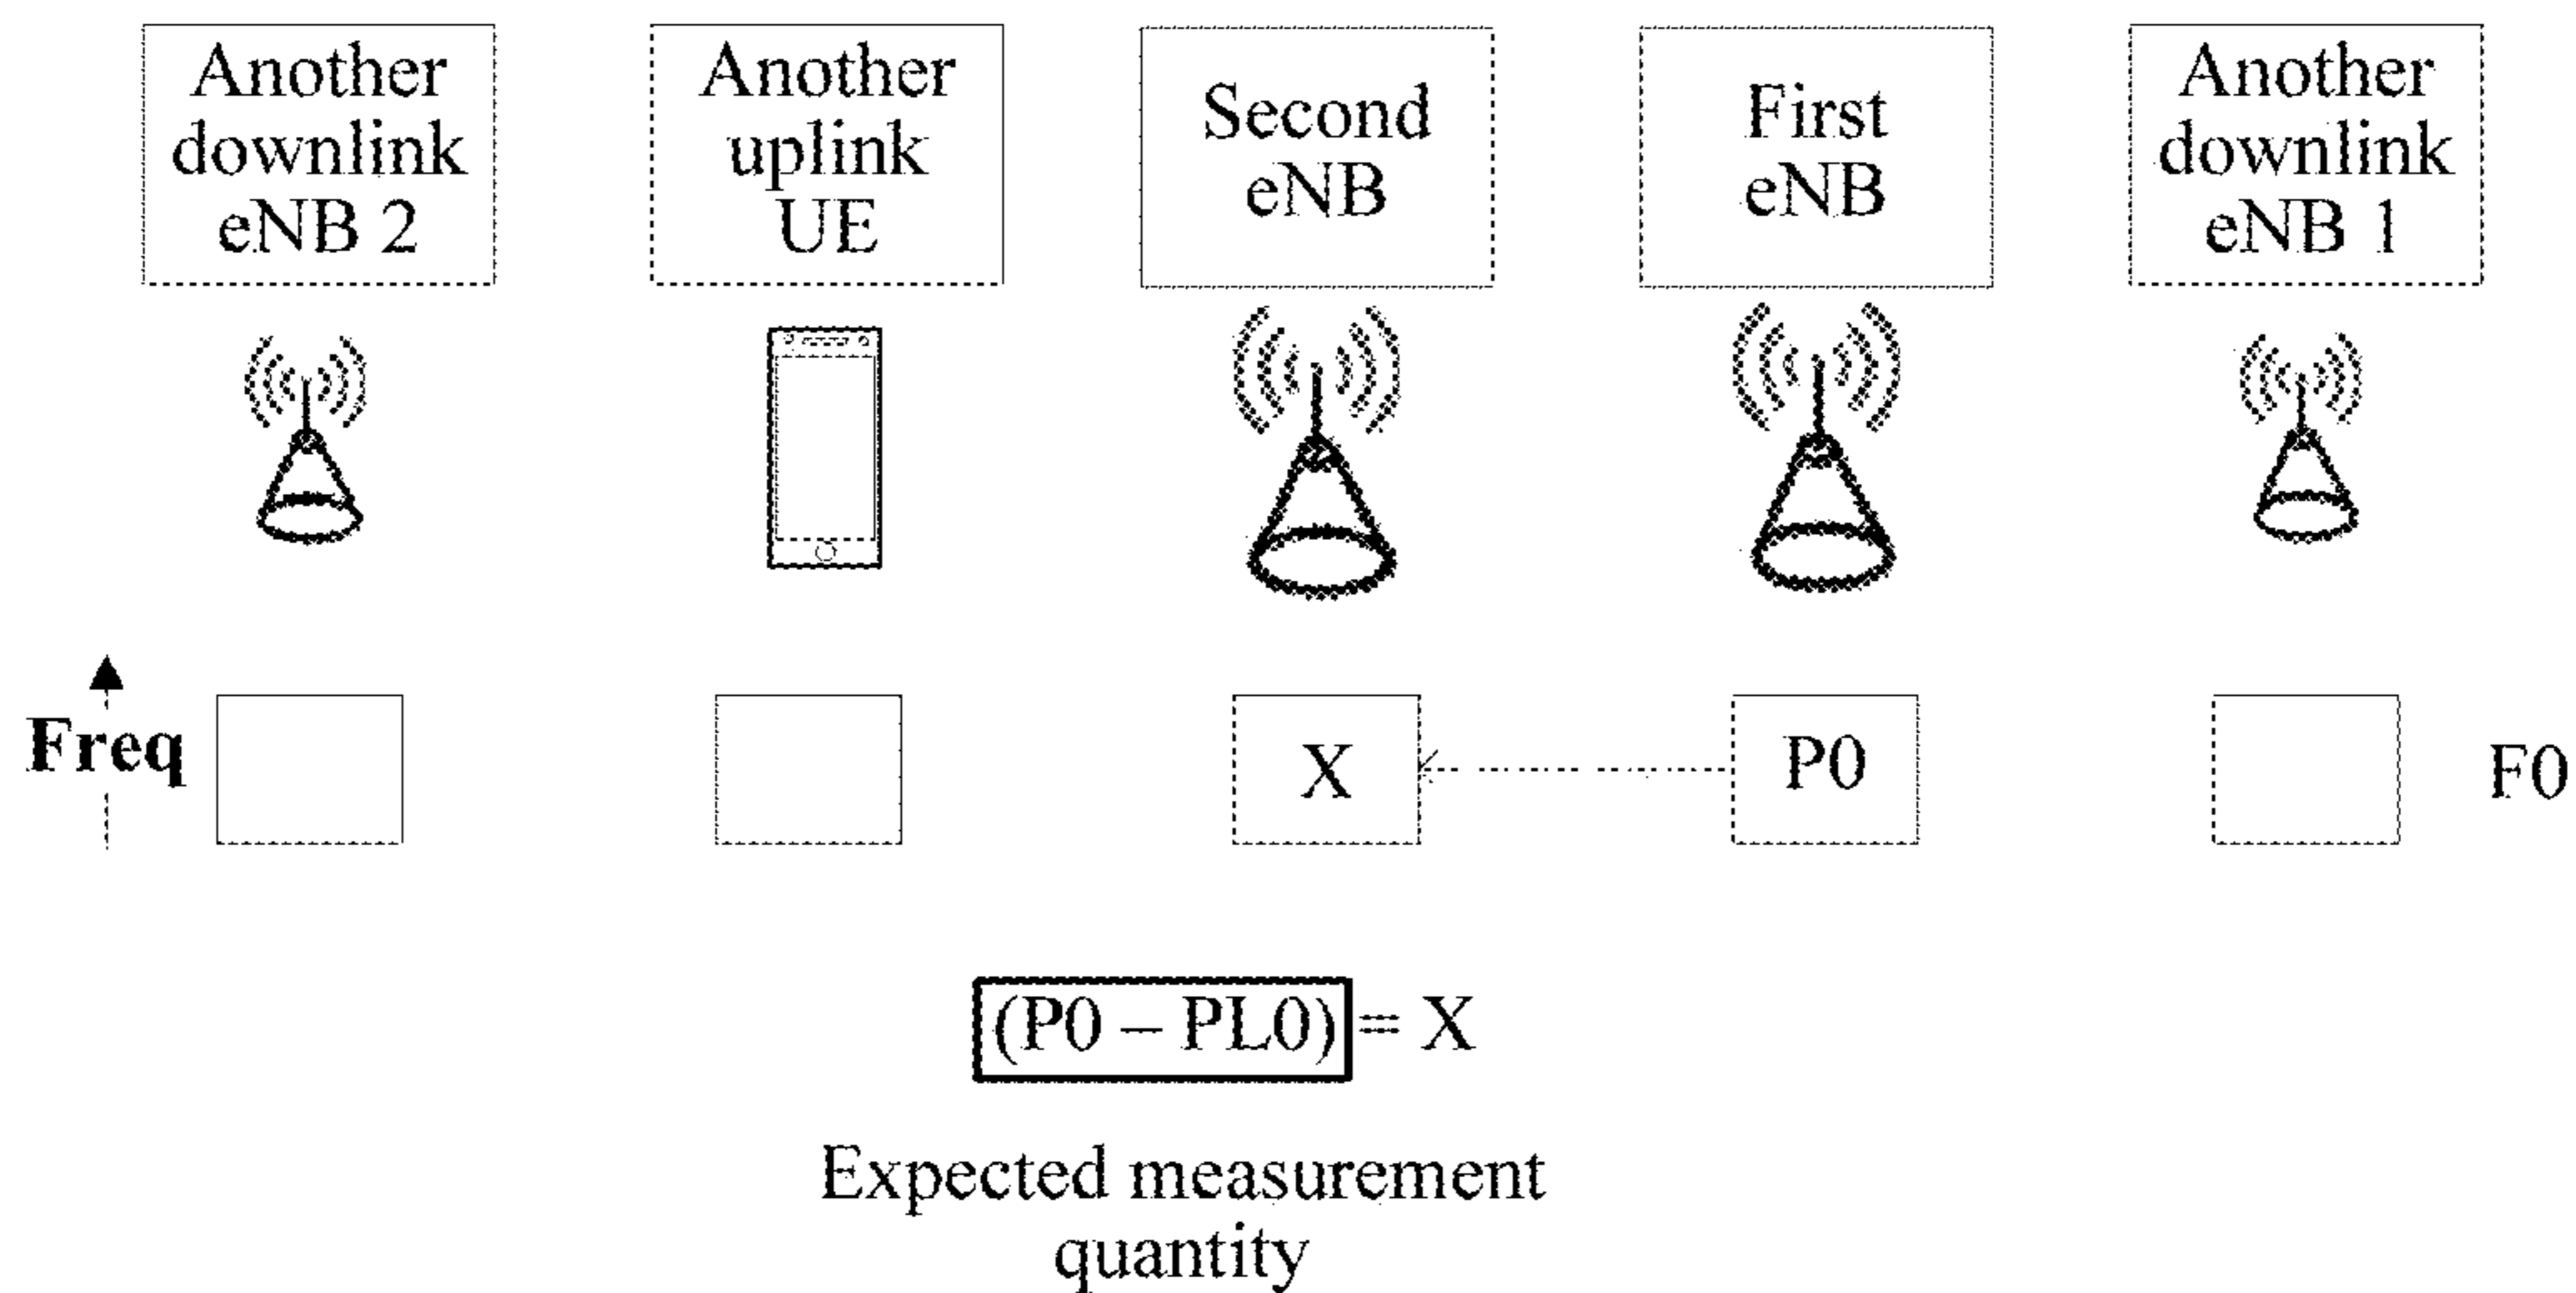 Another
downlink
eNB 2
Another
uplink
UE
Second
eNB
First
eNB
Another
downlink
eNB 1
Freq
X
P0
F0
(P0 – PL0) = X
Expected measurement
quantity